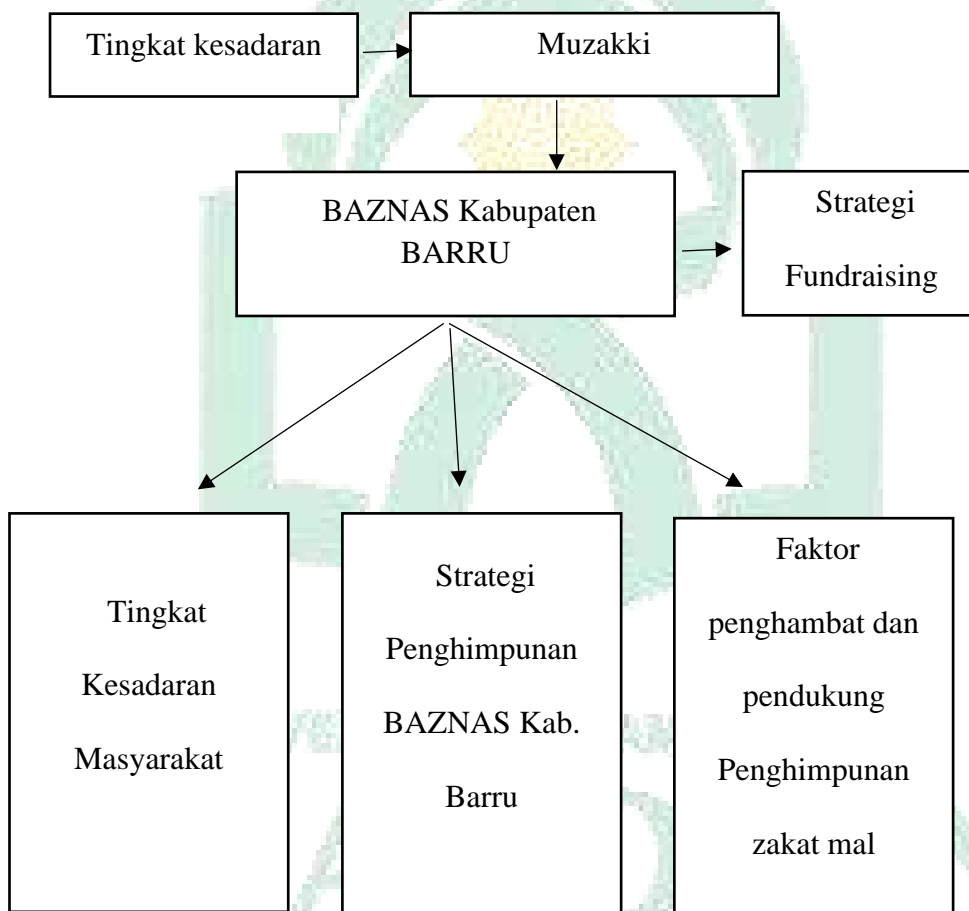 Tingkat kesadaran
Muzakki
BAZNAS Kabupaten
BARRU
Strategi
Fundraising
Tingkat
Kesadaran
Masyarakat
Strategi
Penghimpunan
BAZNAS Kab.
Barru
Faktor
penghambat dan
pendukung
Penghimpunan
zakat mal